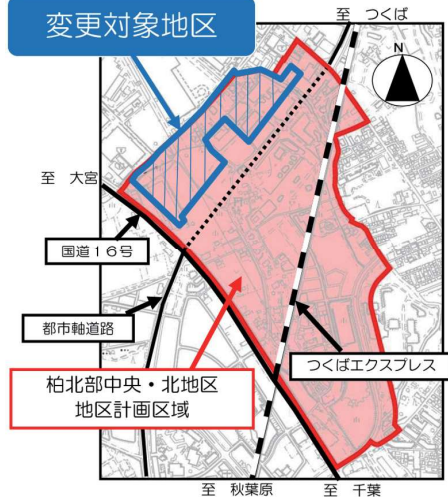 変更対象地区
至 つくば
N
至 大宮
国道16号
都市軸道路
つくばエクスプレス
柏北部中央・北地区
地区計画区域
至 秋葉原
至 千葉